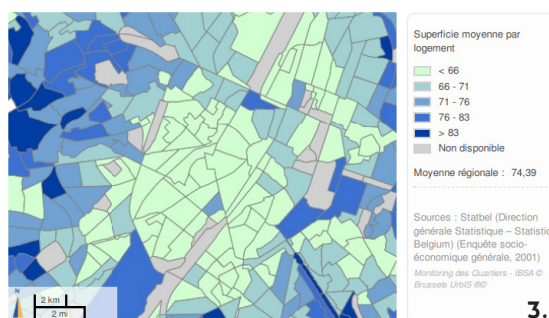 Superficie moyenne par
logement
< 66
66 - 71
71 - 76
76 - 83
> 83
Non disponible
Moyenne régionale : 74,39
Sources : Statbel (Direction
générale Statistique – Statistic
Belgium) (Enquête socio-
économique générale, 2001)
Monitoring des Quartiers - IBSA ©
Brussels UrbIS ®©
N
2 km
2 mi
3.